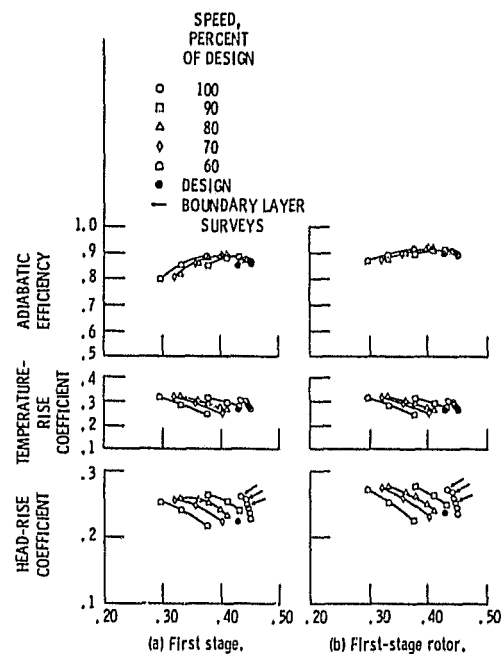 SPEED,
PERCENT
OF DESIGN
100
90
80
70
60
DESIGN
BOUNDARY LAYER
SURVEYS
ADIABATIC
EFFICIENCY
1.0
.9
.8
.7
.6
.5
TEMPERATURE-
RISE
COEFFICIENT
.4
.3
.2
.1
HEAD-RISE
COEFFICIENT
.3
.2
.1
.20 .30 .40 .50 .20 .30 .40 .50
(a) First stage. (b) First-stage rotor.